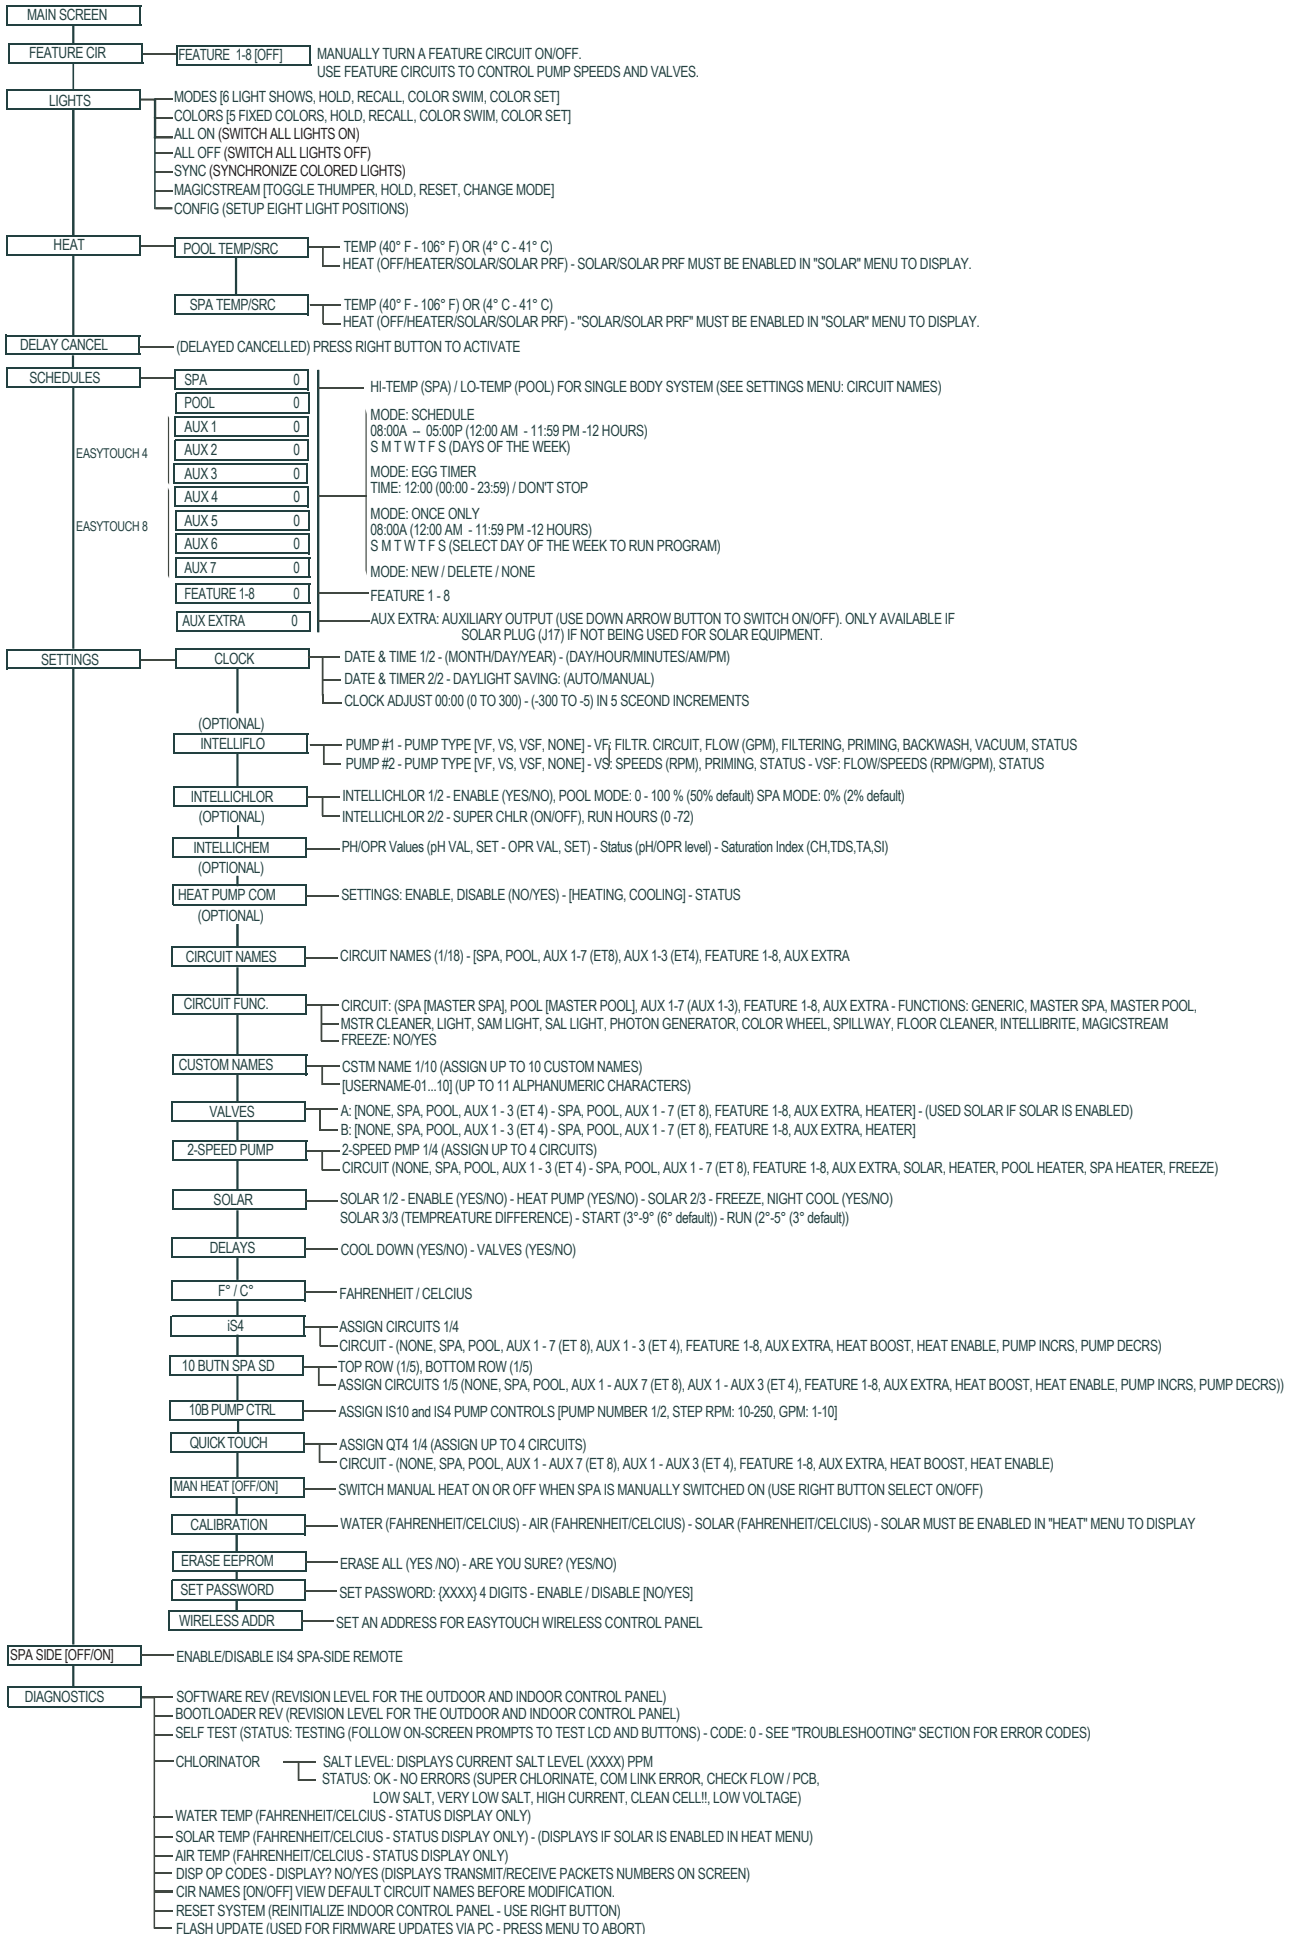 MAIN SCREEN
FEATURE CIR
FEATURE 1-8 [OFF]
MANUALLY TURN A FEATURE CIRCUIT ON/OFF.
USE FEATURE CIRCUITS TO CONTROL PUMP SPEEDS AND VALVES.
LIGHTS
MODES [6 LIGHT SHOWS, HOLD, RECALL, COLOR SWIM, COLOR SET]
COLORS [5 FIXED COLORS, HOLD, RECALL, COLOR SWIM, COLOR SET]
ALL ON (SWITCH ALL LIGHTS ON)
ALL OFF (SWITCH ALL LIGHTS OFF)
SYNC (SYNCHRONIZE COLORED LIGHTS)
MAGICSTREAM [TOGGLE THUMPER, HOLD, RESET, CHANGE MODE]
CONFIG (SETUP EIGHT LIGHT POSITIONS)
HEAT
POOL TEMP/SRC
TEMP (40° F - 106° F) OR (4° C - 41° C)
HEAT (OFF/HEATER/SOLAR/SOLAR PRF) - SOLAR/SOLAR PRF MUST BE ENABLED IN "SOLAR" MENU TO DISPLAY.
SPA TEMP/SRC
TEMP (40° F - 106° F) OR (4° C - 41° C)
HEAT (OFF/HEATER/SOLAR/SOLAR PRF) - "SOLAR/SOLAR PRF" MUST BE ENABLED IN "SOLAR" MENU TO DISPLAY.
DELAY CANCEL
(DELAYED CANCELLED) PRESS RIGHT BUTTON TO ACTIVATE
SCHEDULES
SPA 0
POOL 0
AUX 1 0
AUX 2 0
AUX 3 0
AUX 4 0
AUX 5 0
AUX 6 0
AUX 7 0
FEATURE 1-8 0
AUX EXTRA 0
EASYTOUCH 4
EASYTOUCH 8
HI-TEMP (SPA) / LO-TEMP (POOL) FOR SINGLE BODY SYSTEM (SEE SETTINGS MENU: CIRCUIT NAMES)
MODE: SCHEDULE
08:00A -- 05:00P (12:00 AM - 11:59 PM -12 HOURS)
S M T W T F S (DAYS OF THE WEEK)
MODE: EGG TIMER
TIME: 12:00 (00:00 - 23:59) / DON'T STOP
MODE: ONCE ONLY
08:00A (12:00 AM - 11:59 PM -12 HOURS)
S M T W T F S (SELECT DAY OF THE WEEK TO RUN PROGRAM)
MODE: NEW / DELETE / NONE
FEATURE 1 - 8
AUX EXTRA: AUXILIARY OUTPUT (USE DOWN ARROW BUTTON TO SWITCH ON/OFF). ONLY AVAILABLE IF
SOLAR PLUG (J17) IF NOT BEING USED FOR SOLAR EQUIPMENT.
SETTINGS
CLOCK
DATE & TIME 1/2 - (MONTH/DAY/YEAR) - (DAY/HOUR/MINUTES/AM/PM)
DATE & TIMER 2/2 - DAYLIGHT SAVING: (AUTO/MANUAL)
CLOCK ADJUST 00:00 (0 TO 300) - (-300 TO -5) IN 5 SCEOND INCREMENTS
(OPTIONAL)
INTELLIFLO
PUMP #1 - PUMP TYPE [VF, VS, VSF, NONE] - VF: FILTR. CIRCUIT, FLOW (GPM), FILTERING, PRIMING, BACKWASH, VACUUM, STATUS
PUMP #2 - PUMP TYPE [VF, VS, VSF, NONE] - VS: SPEEDS (RPM), PRIMING, STATUS - VSF: FLOW/SPEEDS (RPM/GPM), STATUS
INTELLICHLOR
(OPTIONAL)
INTELLICHLOR 1/2 - ENABLE (YES/NO), POOL MODE: 0 - 100 % (50% default) SPA MODE: 0% (2% default)
INTELLICHLOR 2/2 - SUPER CHLR (ON/OFF), RUN HOURS (0 -72)
INTELLICHEM
(OPTIONAL)
PH/OPR Values (pH VAL, SET - OPR VAL, SET) - Status (pH/OPR level) - Saturation Index (CH,TDS,TA,SI)
HEAT PUMP COM
(OPTIONAL)
SETTINGS: ENABLE, DISABLE (NO/YES) - [HEATING, COOLING] - STATUS
CIRCUIT NAMES
CIRCUIT NAMES (1/18) - [SPA, POOL, AUX 1-7 (ET8), AUX 1-3 (ET4), FEATURE 1-8, AUX EXTRA
CIRCUIT FUNC.
CIRCUIT: (SPA [MASTER SPA], POOL [MASTER POOL], AUX 1-7 (AUX 1-3), FEATURE 1-8, AUX EXTRA - FUNCTIONS: GENERIC, MASTER SPA, MASTER POOL,
MSTR CLEANER, LIGHT, SAM LIGHT, SAL LIGHT, PHOTON GENERATOR, COLOR WHEEL, SPILLWAY, FLOOR CLEANER, INTELLIBRITE, MAGICSTREAM
FREEZE: NO/YES
CUSTOM NAMES
CSTM NAME 1/10 (ASSIGN UP TO 10 CUSTOM NAMES)
[USERNAME-01...10] (UP TO 11 ALPHANUMERIC CHARACTERS)
VALVES
A: [NONE, SPA, POOL, AUX 1 - 3 (ET 4) - SPA, POOL, AUX 1 - 7 (ET 8), FEATURE 1-8, AUX EXTRA, HEATER] - (USED SOLAR IF SOLAR IS ENABLED)
B: [NONE, SPA, POOL, AUX 1 - 3 (ET 4) - SPA, POOL, AUX 1 - 7 (ET 8), FEATURE 1-8, AUX EXTRA, HEATER]
2-SPEED PUMP
2-SPEED PMP 1/4 (ASSIGN UP TO 4 CIRCUITS)
CIRCUIT (NONE, SPA, POOL, AUX 1 - 3 (ET 4) - SPA, POOL, AUX 1 - 7 (ET 8), FEATURE 1-8, AUX EXTRA, SOLAR, HEATER, POOL HEATER, SPA HEATER, FREEZE)
SOLAR
SOLAR 1/2 - ENABLE (YES/NO) - HEAT PUMP (YES/NO) - SOLAR 2/3 - FREEZE, NIGHT COOL (YES/NO)
SOLAR 3/3 (TEMPREATURE DIFFERENCE) - START (3°-9° (6° default)) - RUN (2°-5° (3° default))
DELAYS
COOL DOWN (YES/NO) - VALVES (YES/NO)
F° / C°
FAHRENHEIT / CELCIUS
iS4
ASSIGN CIRCUITS 1/4
CIRCUIT - (NONE, SPA, POOL, AUX 1 - 7 (ET 8), AUX 1 - 3 (ET 4), FEATURE 1-8, AUX EXTRA, HEAT BOOST, HEAT ENABLE, PUMP INCRS, PUMP DECRS)
10 BUTN SPA SD
TOP ROW (1/5), BOTTOM ROW (1/5)
ASSIGN CIRCUITS 1/5 (NONE, SPA, POOL, AUX 1 - AUX 7 (ET 8), AUX 1 - AUX 3 (ET 4), FEATURE 1-8, AUX EXTRA, HEAT BOOST, HEAT ENABLE, PUMP INCRS, PUMP DECRS))
10B PUMP CTRL
ASSIGN IS10 and IS4 PUMP CONTROLS [PUMP NUMBER 1/2, STEP RPM: 10-250, GPM: 1-10]
QUICK TOUCH
ASSIGN QT4 1/4 (ASSIGN UP TO 4 CIRCUITS)
CIRCUIT - (NONE, SPA, POOL, AUX 1 - AUX 7 (ET 8), AUX 1 - AUX 3 (ET 4), FEATURE 1-8, AUX EXTRA, HEAT BOOST, HEAT ENABLE)
MAN HEAT [OFF/ON]
SWITCH MANUAL HEAT ON OR OFF WHEN SPA IS MANUALLY SWITCHED ON (USE RIGHT BUTTON SELECT ON/OFF)
CALIBRATION
WATER (FAHRENHEIT/CELCIUS) - AIR (FAHRENHEIT/CELCIUS) - SOLAR (FAHRENHEIT/CELCIUS) - SOLAR MUST BE ENABLED IN "HEAT" MENU TO DISPLAY
ERASE EEPROM
ERASE ALL (YES /NO) - ARE YOU SURE? (YES/NO)
SET PASSWORD
SET PASSWORD: {XXXX} 4 DIGITS - ENABLE / DISABLE [NO/YES]
WIRELESS ADDR
SET AN ADDRESS FOR EASYTOUCH WIRELESS CONTROL PANEL
SPA SIDE [OFF/ON]
ENABLE/DISABLE IS4 SPA-SIDE REMOTE
DIAGNOSTICS
SOFTWARE REV (REVISION LEVEL FOR THE OUTDOOR AND INDOOR CONTROL PANEL)
BOOTLOADER REV (REVISION LEVEL FOR THE OUTDOOR AND INDOOR CONTROL PANEL)
SELF TEST (STATUS: TESTING (FOLLOW ON-SCREEN PROMPTS TO TEST LCD AND BUTTONS) - CODE: 0 - SEE "TROUBLESHOOTING" SECTION FOR ERROR CODES)
CHLORINATOR
SALT LEVEL: DISPLAYS CURRENT SALT LEVEL (XXXX) PPM
STATUS: OK - NO ERRORS (SUPER CHLORINATE, COM LINK ERROR, CHECK FLOW / PCB,
LOW SALT, VERY LOW SALT, HIGH CURRENT, CLEAN CELL!!, LOW VOLTAGE)
WATER TEMP (FAHRENHEIT/CELCIUS - STATUS DISPLAY ONLY)
SOLAR TEMP (FAHRENHEIT/CELCIUS - STATUS DISPLAY ONLY) - (DISPLAYS IF SOLAR IS ENABLED IN HEAT MENU)
AIR TEMP (FAHRENHEIT/CELCIUS - STATUS DISPLAY ONLY)
DISP OP CODES - DISPLAY? NO/YES (DISPLAYS TRANSMIT/RECEIVE PACKETS NUMBERS ON SCREEN)
CIR NAMES [ON/OFF] VIEW DEFAULT CIRCUIT NAMES BEFORE MODIFICATION.
RESET SYSTEM (REINITIALIZE INDOOR CONTROL PANEL - USE RIGHT BUTTON)
FLASH UPDATE (USED FOR FIRMWARE UPDATES VIA PC - PRESS MENU TO ABORT)